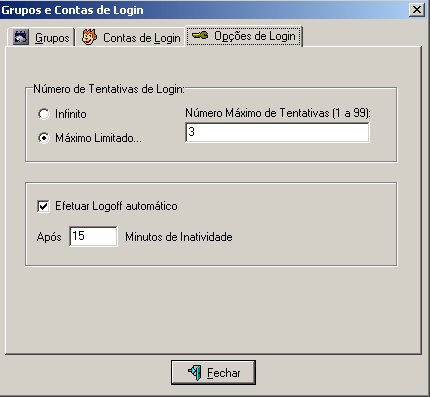 Grupos e Contas de Login
Grupos
Contas de Login
Opções de Login
Número de Tentativas de Login:
Infinito
Número Máximo de Tentativas (1 a 99):
Máximo Limitado...
3
Efetuar Logoff automático
Após 15 Minutos de Inatividade
Fechar